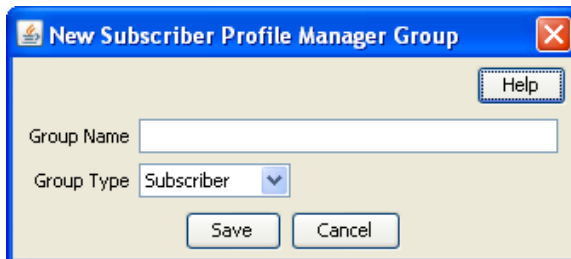 New Subscriber Profile Manager Group
Help
Group Name
Group Type Subscriber
Save Cancel